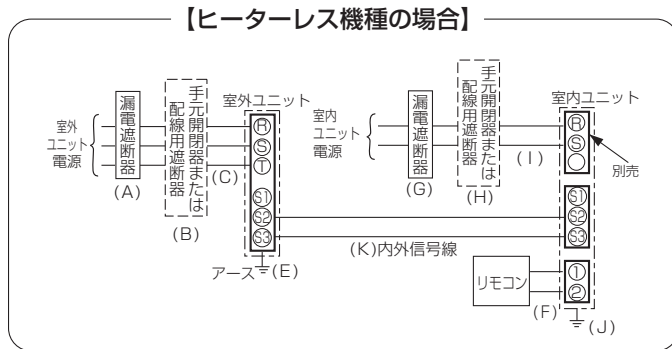 【ヒーターレス機種の場合】
室外
ユニット
電源
漏電遮断器
(A)
手元開閉器または
配線用遮断器
(B)
(C)
室外ユニット
R
S
T
S1
S2
S3
アース
(E)
室内
ユニット
電源
漏電遮断器
(G)
手元開閉器または
配線用遮断器
(H)
(I)
室内ユニット
R
S
別売
S1
S2
S3
(K)内外信号線
リモコン
(F)
①
②
(J)